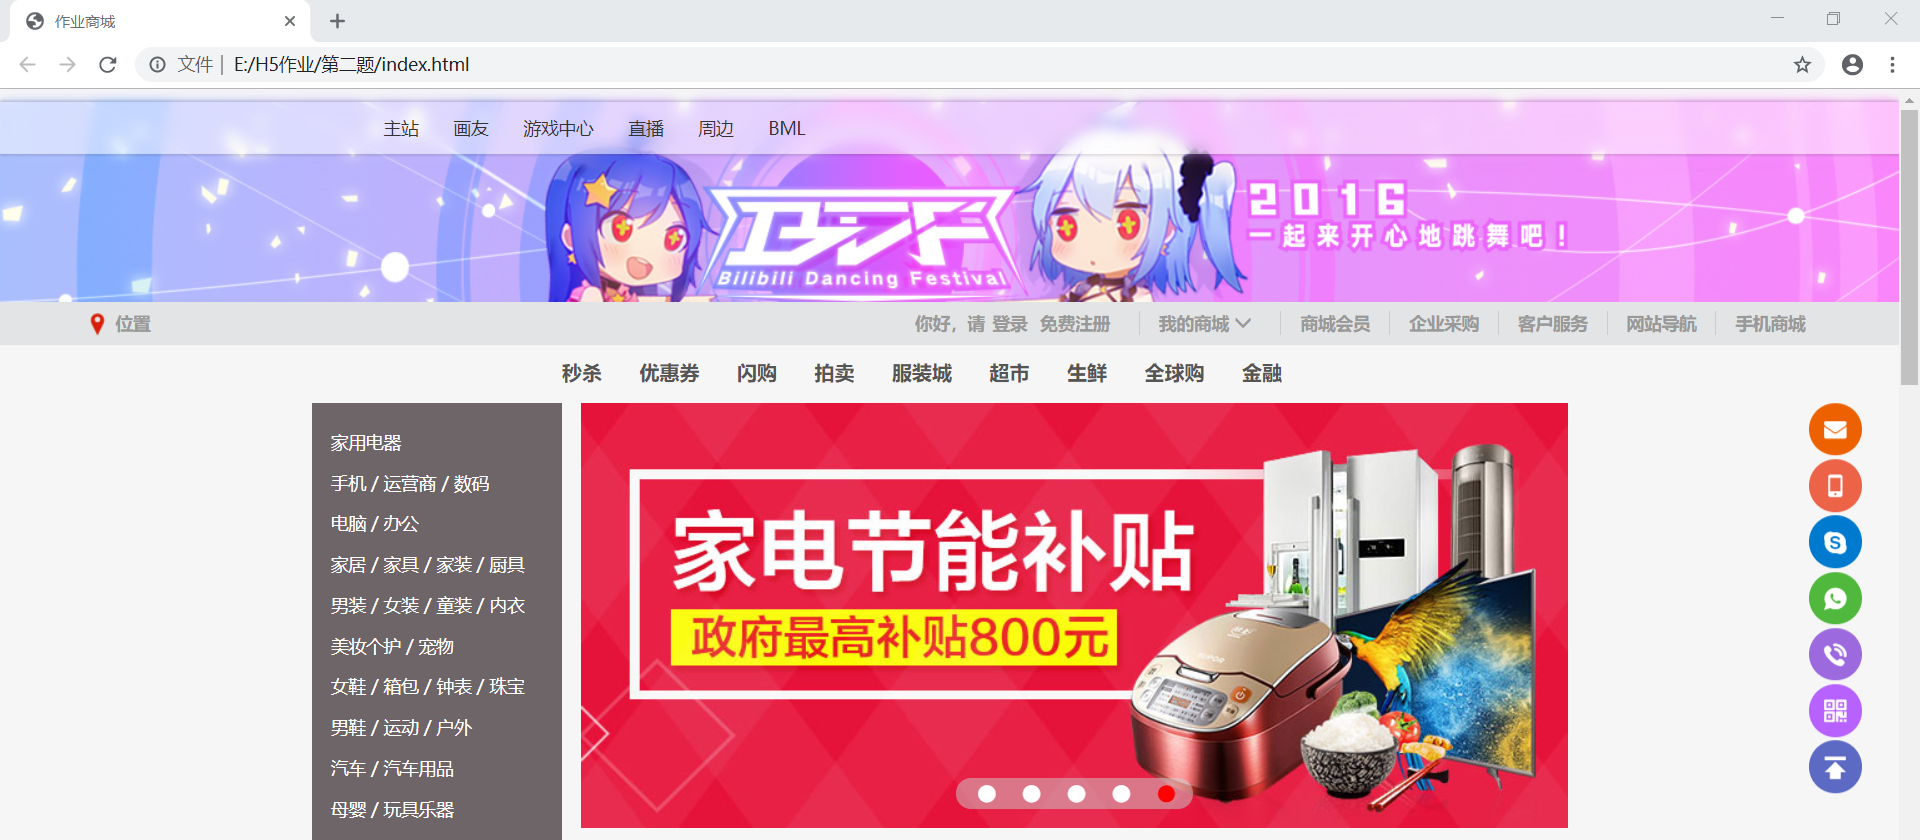 作业商城
文件 | E:/H5作业/第二题/index.html
主站 画友 游戏中心 直播 周边 BML
2016
一起来开心地跳舞吧!
BDF
Bilibili Dancing Festival
位置 你好，请 登录 免费注册 我的商城 商城会员 企业采购 客户服务 网站导航 手机商城
秒杀 优惠券 闪购 拍卖 服装城 超市 生鲜 全球购 金融
家用电器
手机 / 运营商 / 数码
电脑 / 办公
家居 / 家具 / 家装 / 厨具
男装 / 女装 / 童装 / 内衣
美妆个护 / 宠物
女鞋 / 箱包 / 钟表 / 珠宝
男鞋 / 运动 / 户外
汽车 / 汽车用品
母婴 / 玩具乐器
家电节能补贴
政府最高补贴800元